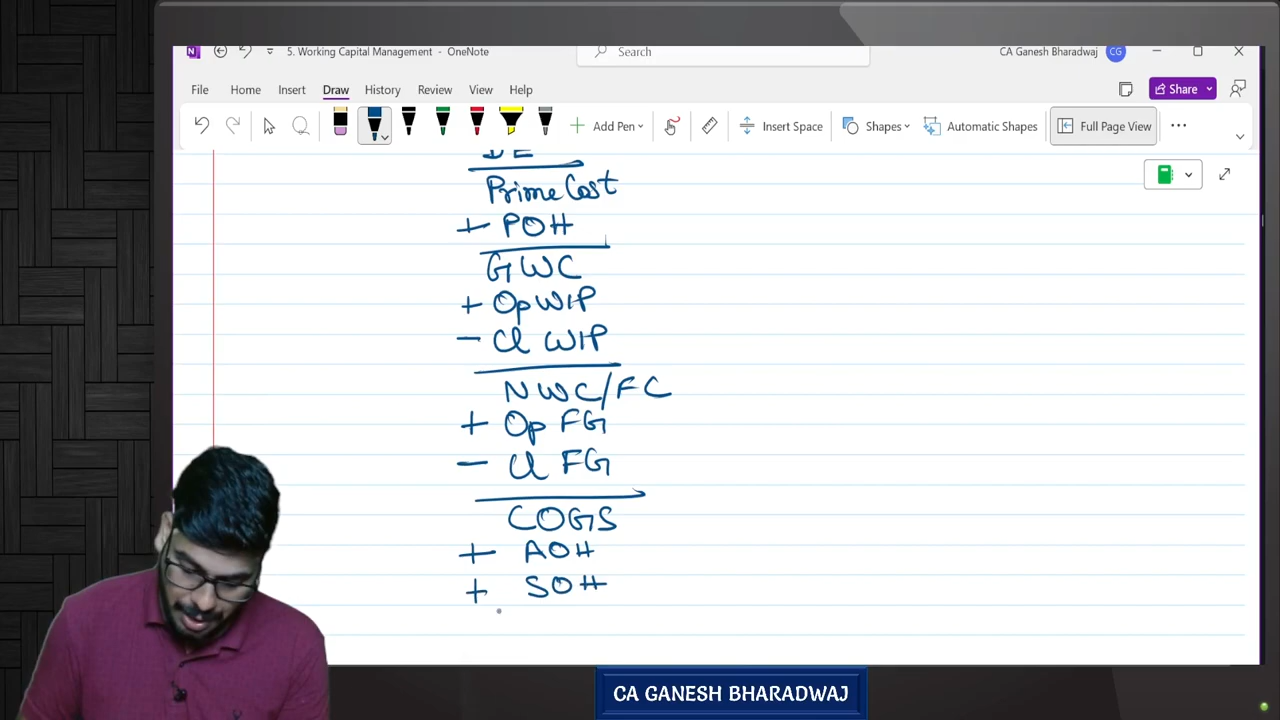 5. Working Capital Management - OneNote
Search
CA Ganesh Bharadwaj
CG
File Home Insert Draw History Review View Help
Share
+ Add Pen
Insert Space
Shapes
Automatic Shapes
Full Page View
DE
Prime Cost
+ POH
GWC
+ Op WIP
- Cl WIP
NWC/FC
+ Op FG
- Cl FG
COGS
+ AOH
+ SOH
CA GANESH BHARADWAJ